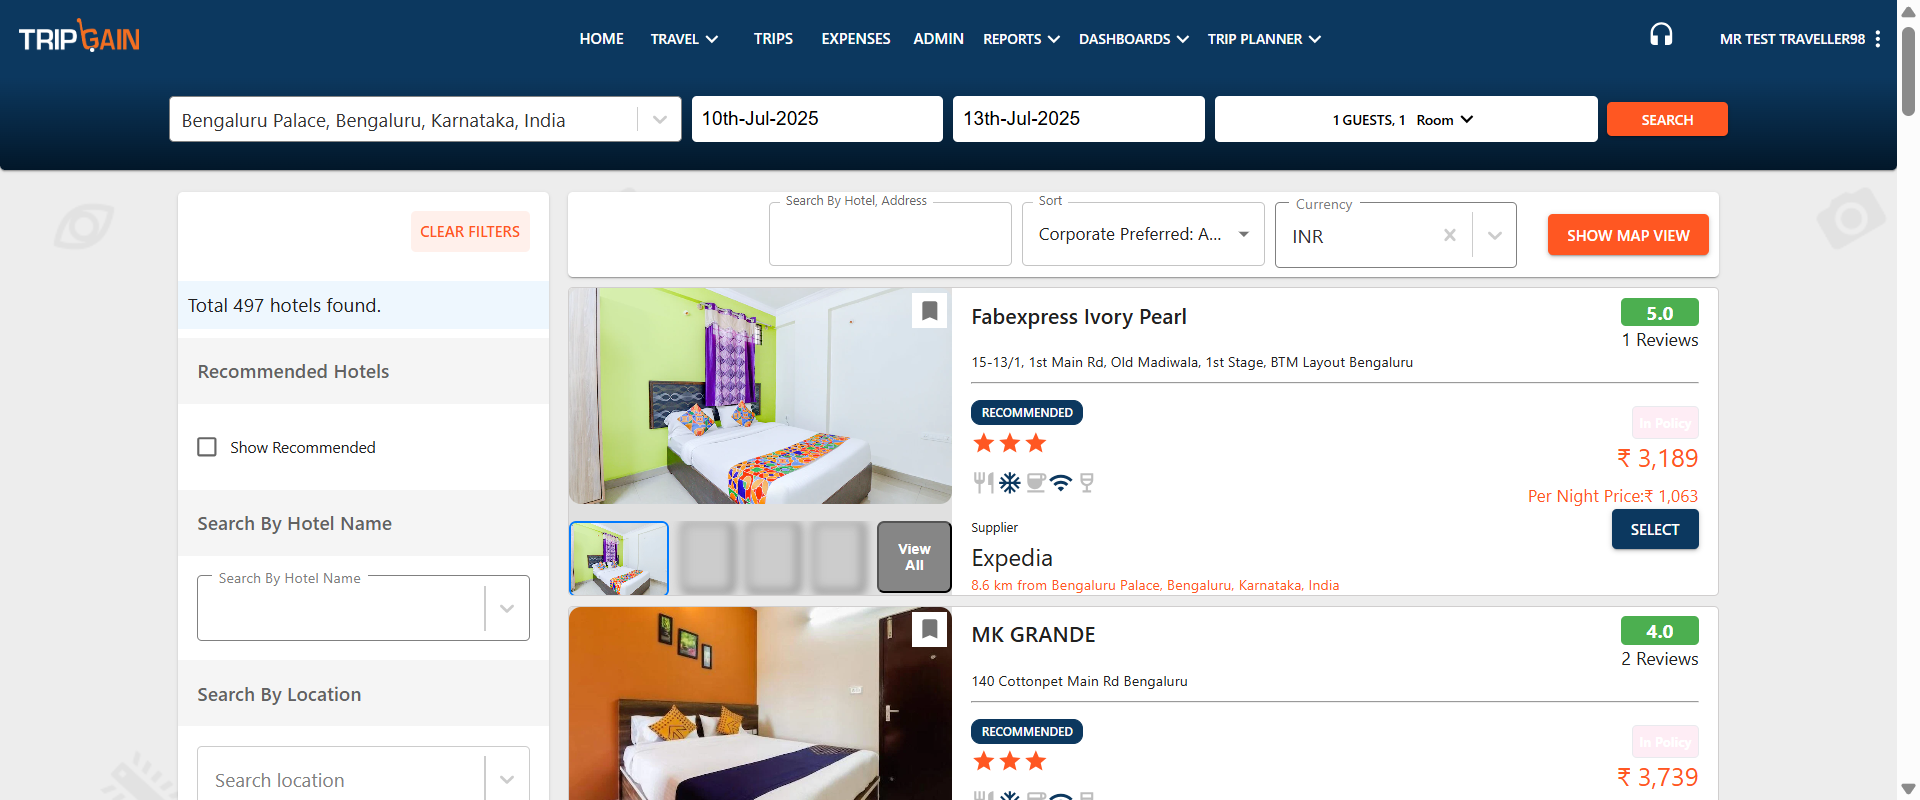 TRIPGAIN
HOME
TRAVEL
TRIPS
EXPENSES
ADMIN
REPORTS
DASHBOARDS
TRIP PLANNER
MR TEST TRAVELLER98
Bengaluru Palace, Bengaluru, Karnataka, India
10th-Jul-2025
13th-Jul-2025
1 GUESTS, 1 Room
SEARCH
CLEAR FILTERS
Total 497 hotels found.
Recommended Hotels
Show Recommended
Search By Hotel Name
Search By Hotel Name
Search By Location
Search location
Search By Hotel, Address
Sort
Corporate Preferred: A...
Currency
INR
SHOW MAP VIEW
Fabexpress Ivory Pearl
5.0
1 Reviews
15-13/1, 1st Main Rd, Old Madiwala, 1st Stage, BTM Layout Bengaluru
RECOMMENDED
In Policy
₹ 3,189
Per Night Price:₹ 1,063
SELECT
View
All
Supplier
Expedia
8.6 km from Bengaluru Palace, Bengaluru, Karnataka, India
MK GRANDE
4.0
2 Reviews
140 Cottonpet Main Rd Bengaluru
RECOMMENDED
In Policy
₹ 3,739